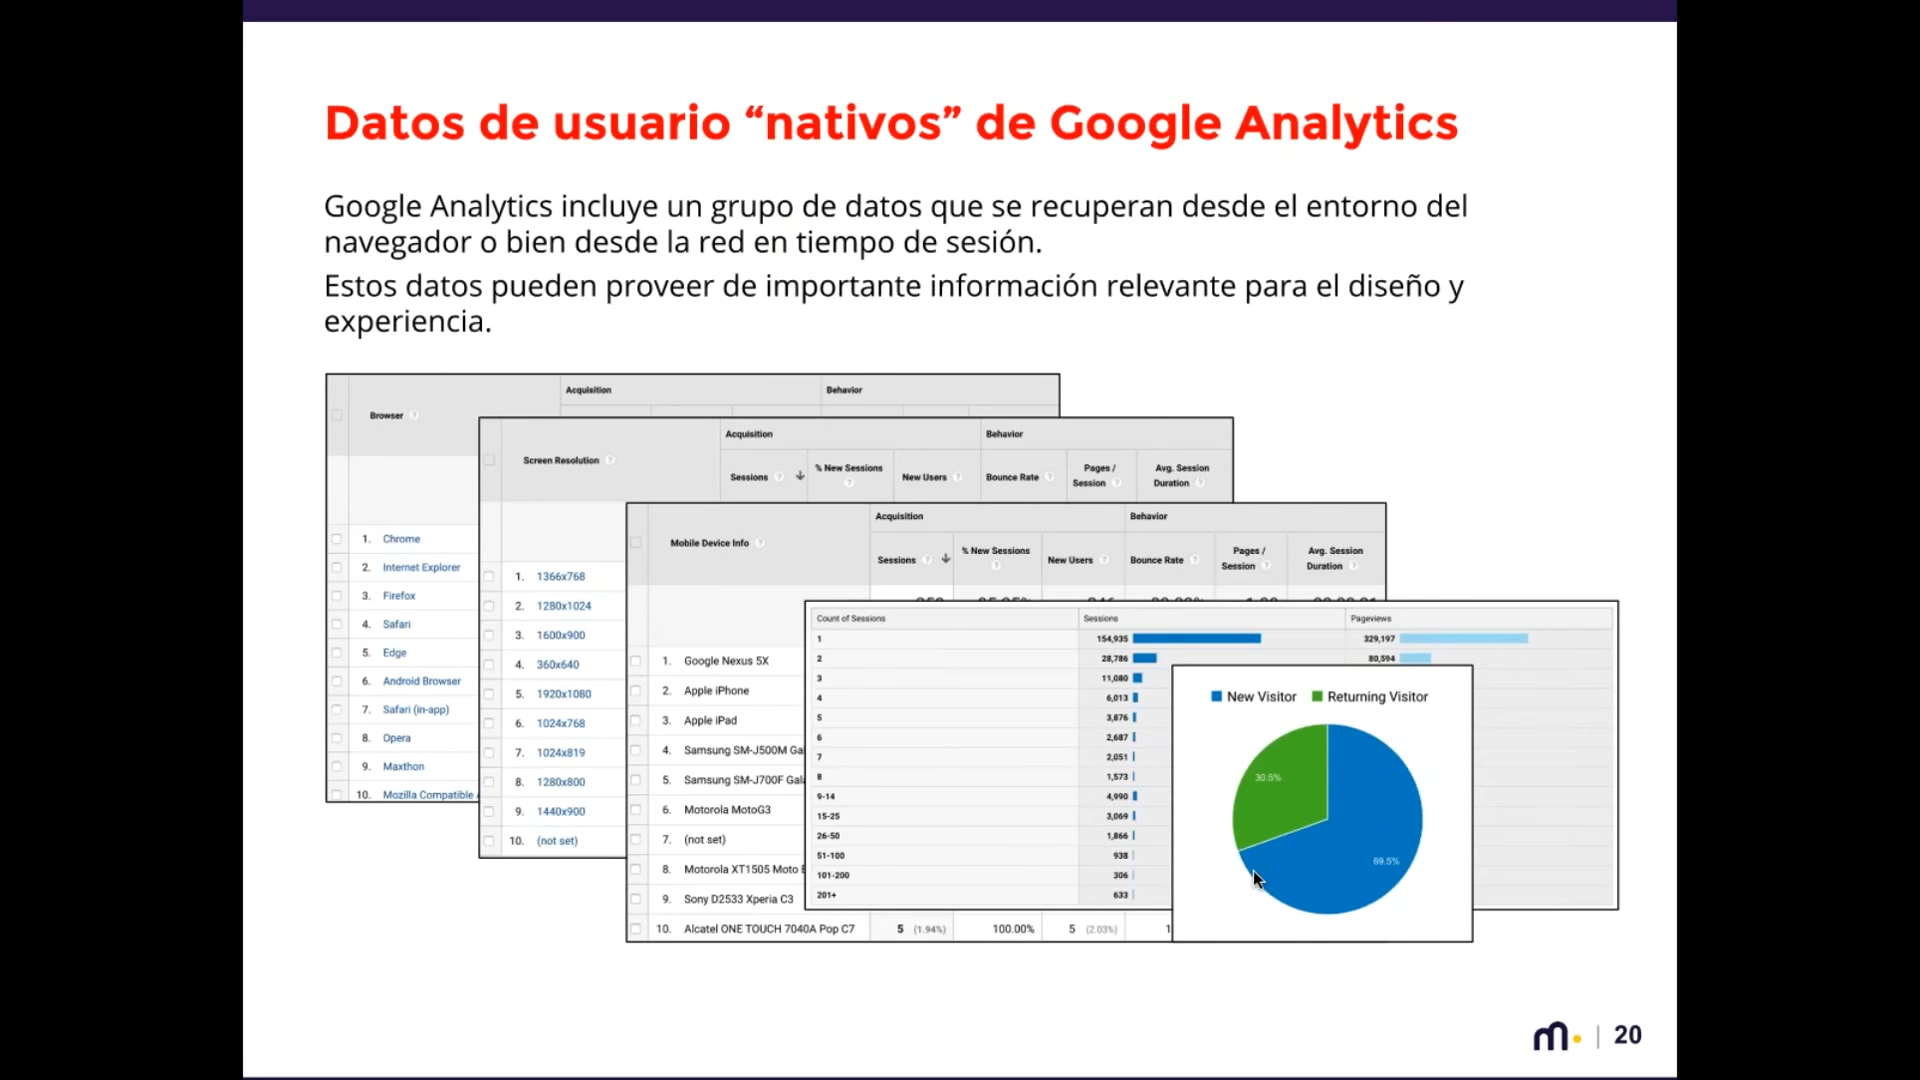 Datos de usuario “nativos” de Google Analytics
Google Analytics incluye un grupo de datos que se recuperan desde el entorno del
navegador o bien desde la red en tiempo de sesión.
Estos datos pueden proveer de importante información relevante para el diseño y
experiencia.
Acquisition Behavior
Browser
1. Chrome
2. Internet Explorer
3. Firefox
4. Safari
5. Edge
6. Android Browser
7. Safari (in-app)
8. Opera
9. Maxthon
10. Mozilla Compatible
Acquisition Behavior
Screen Resolution
Sessions % New Sessions New Users Bounce Rate Pages / Session Avg. Session Duration
1. 1366x768
2. 1280x1024
3. 1600x900
4. 360x640
5. 1920x1080
6. 1024x768
7. 1024x819
8. 1280x800
9. 1440x900
10. (not set)
Acquisition Behavior
Mobile Device Info
Sessions % New Sessions New Users Bounce Rate Pages / Session Avg. Session Duration
1. Google Nexus 5X
2. Apple iPhone
3. Apple iPad
4. Samsung SM-J500M
5. Samsung SM-J700F
6. Motorola MotoG3
7. (not set)
8. Motorola XT1505 Moto
9. Sony D2533 Xperia C3
10. Alcatel ONE TOUCH 7040A Pop C7 5 (1.94%) 100.00% 5 (2.03%)
Count of Sessions Sessions Pageviews
1 154,935 329,197
2 28,786 80,594
3 11,080
4 6,013
5 3,876
6 2,687
7 2,051
8 1,573
9-14 4,990
15-25 3,069
26-50 1,866
51-100 938
101-200 306
201+ 633
New Visitor Returning Visitor
30.5%
69.5%
m. | 20